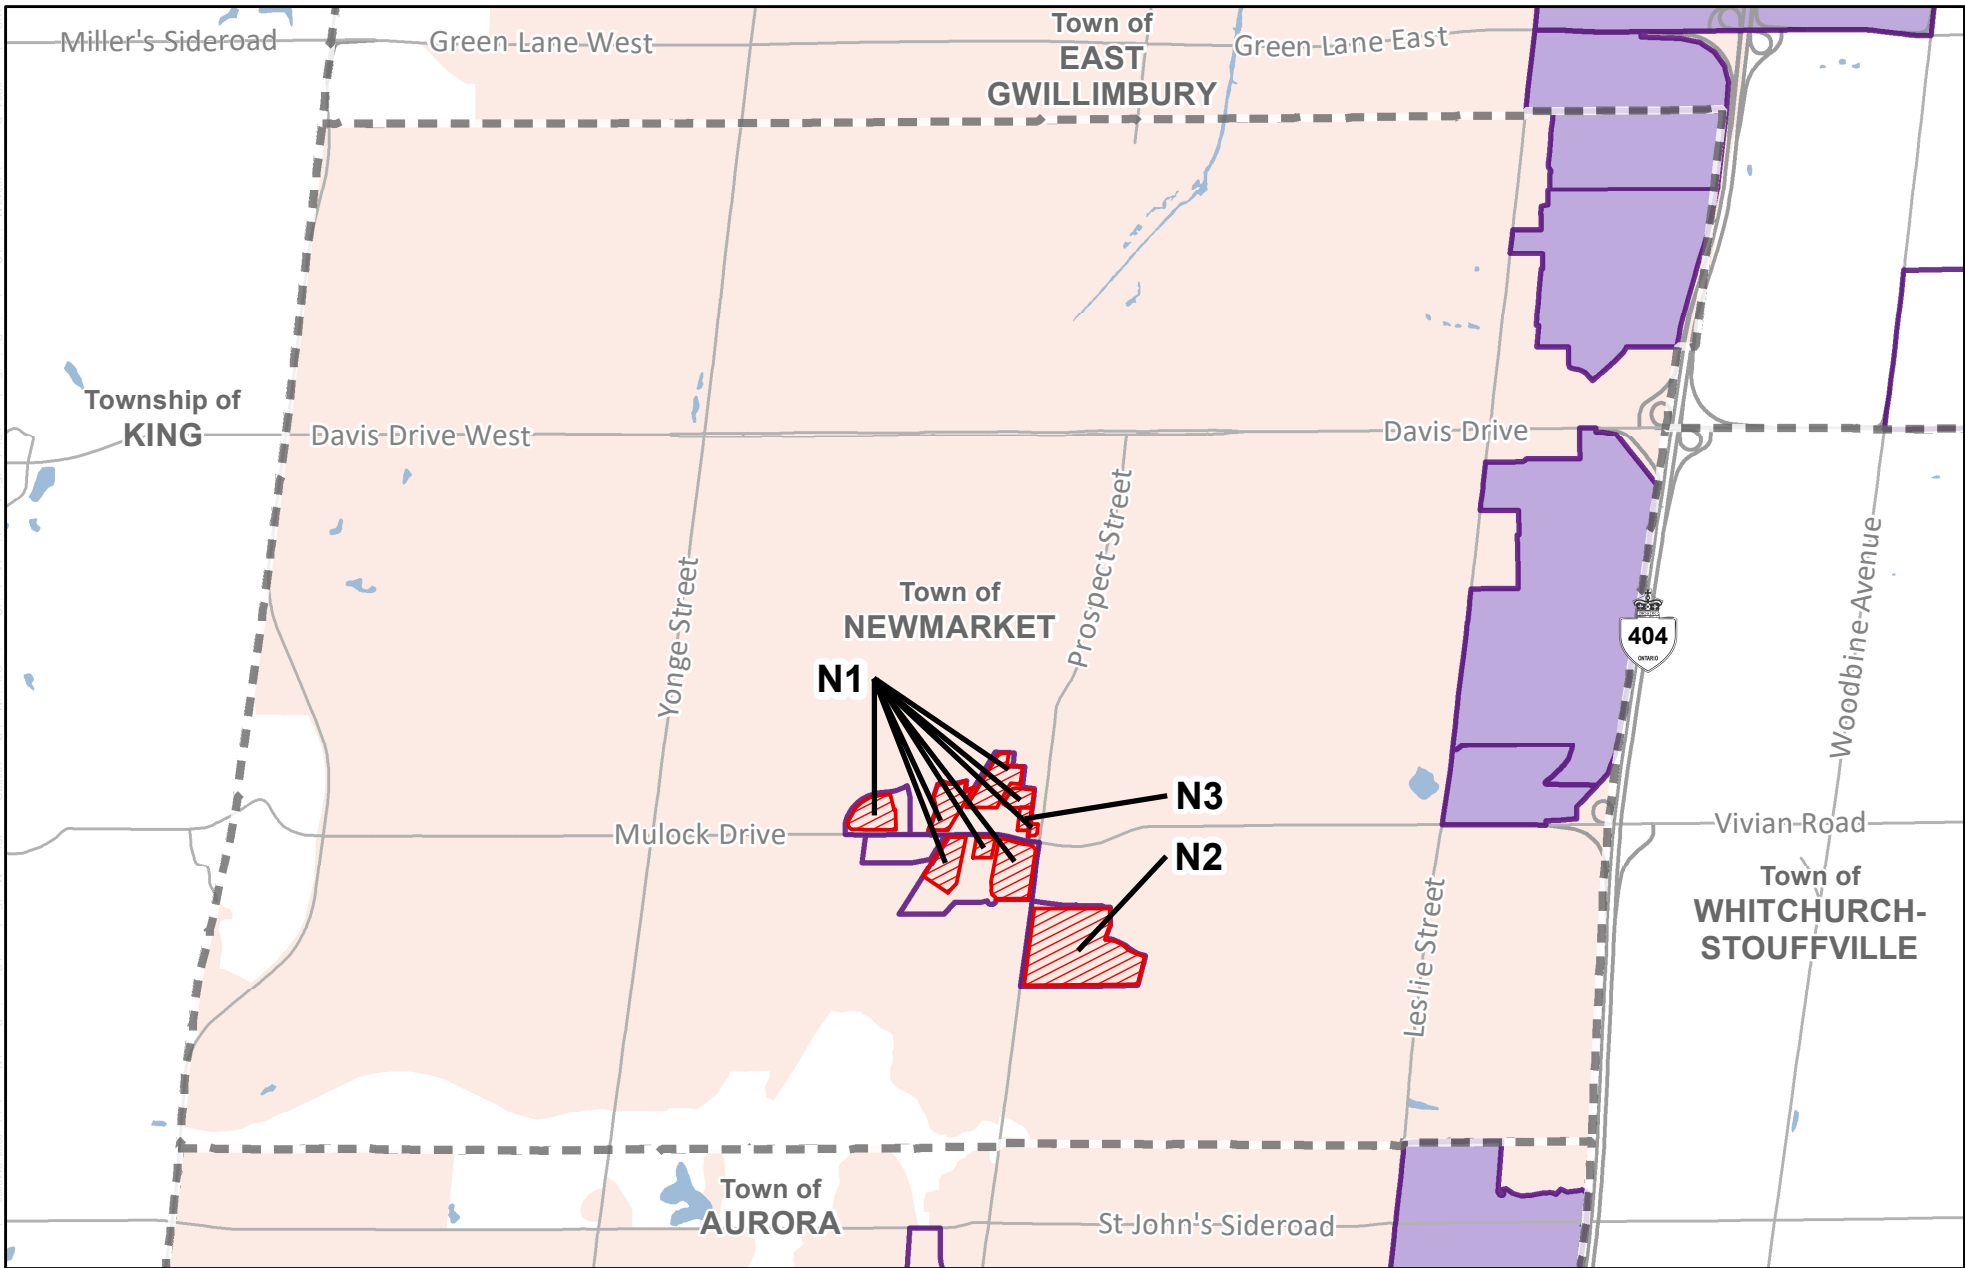 Town of
EAST
GWILLIMBURY
Miller's Sideroad
Green Lane West
Green Lane East
Township of
KING
Davis Drive West
Davis Drive
Yonge Street
Prospect Street
Town of
NEWMARKET
404
ONTARIO
Woodbine Avenue
N1
N3
N2
Mulock Drive
Vivian Road
Leslie Street
Town of
WHITCHURCH-
STOUFFVILLE
Town of
AURORA
St John's Sideroad